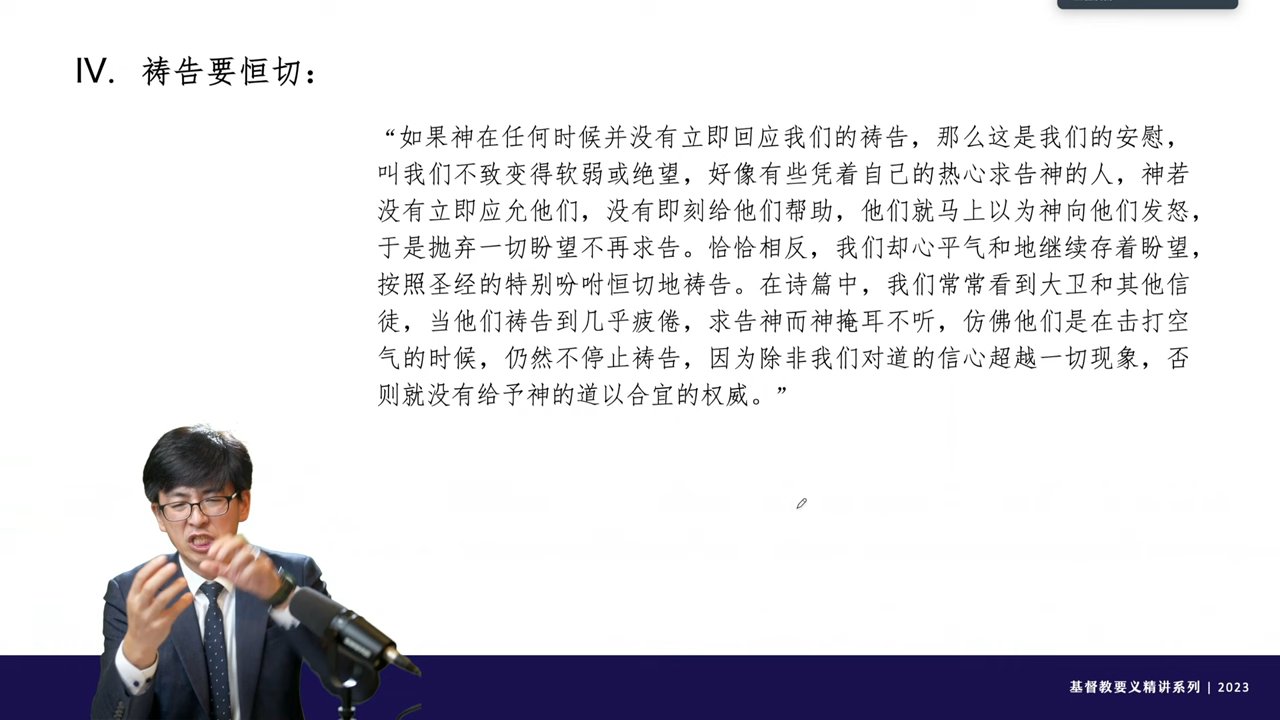 IV. 祷告要恒切：
“如果神在任何时候并没有立即回应我们的祷告，那么这是我们的安慰，
叫我们不致变得软弱或绝望，好像有些凭着自己的热心求告神的人，神若
没有立即应允他们，没有即刻给他们帮助，他们就马上以为神向他们发怒，
于是抛弃一切盼望不再求告。恰恰相反，我们却心平气和地继续存着盼望，
按照圣经的特别吩咐恒切地祷告。在诗篇中，我们常常看到大卫和其他信
徒，当他们祷告到几乎疲倦，求告神而神掩耳不听，仿佛他们是在击打空
气的时候，仍然不停止祷告，因为除非我们对道的信心超越一切现象，否
则就没有给予神的道以合宜的权威。”
基督教要义精讲系列 | 2023